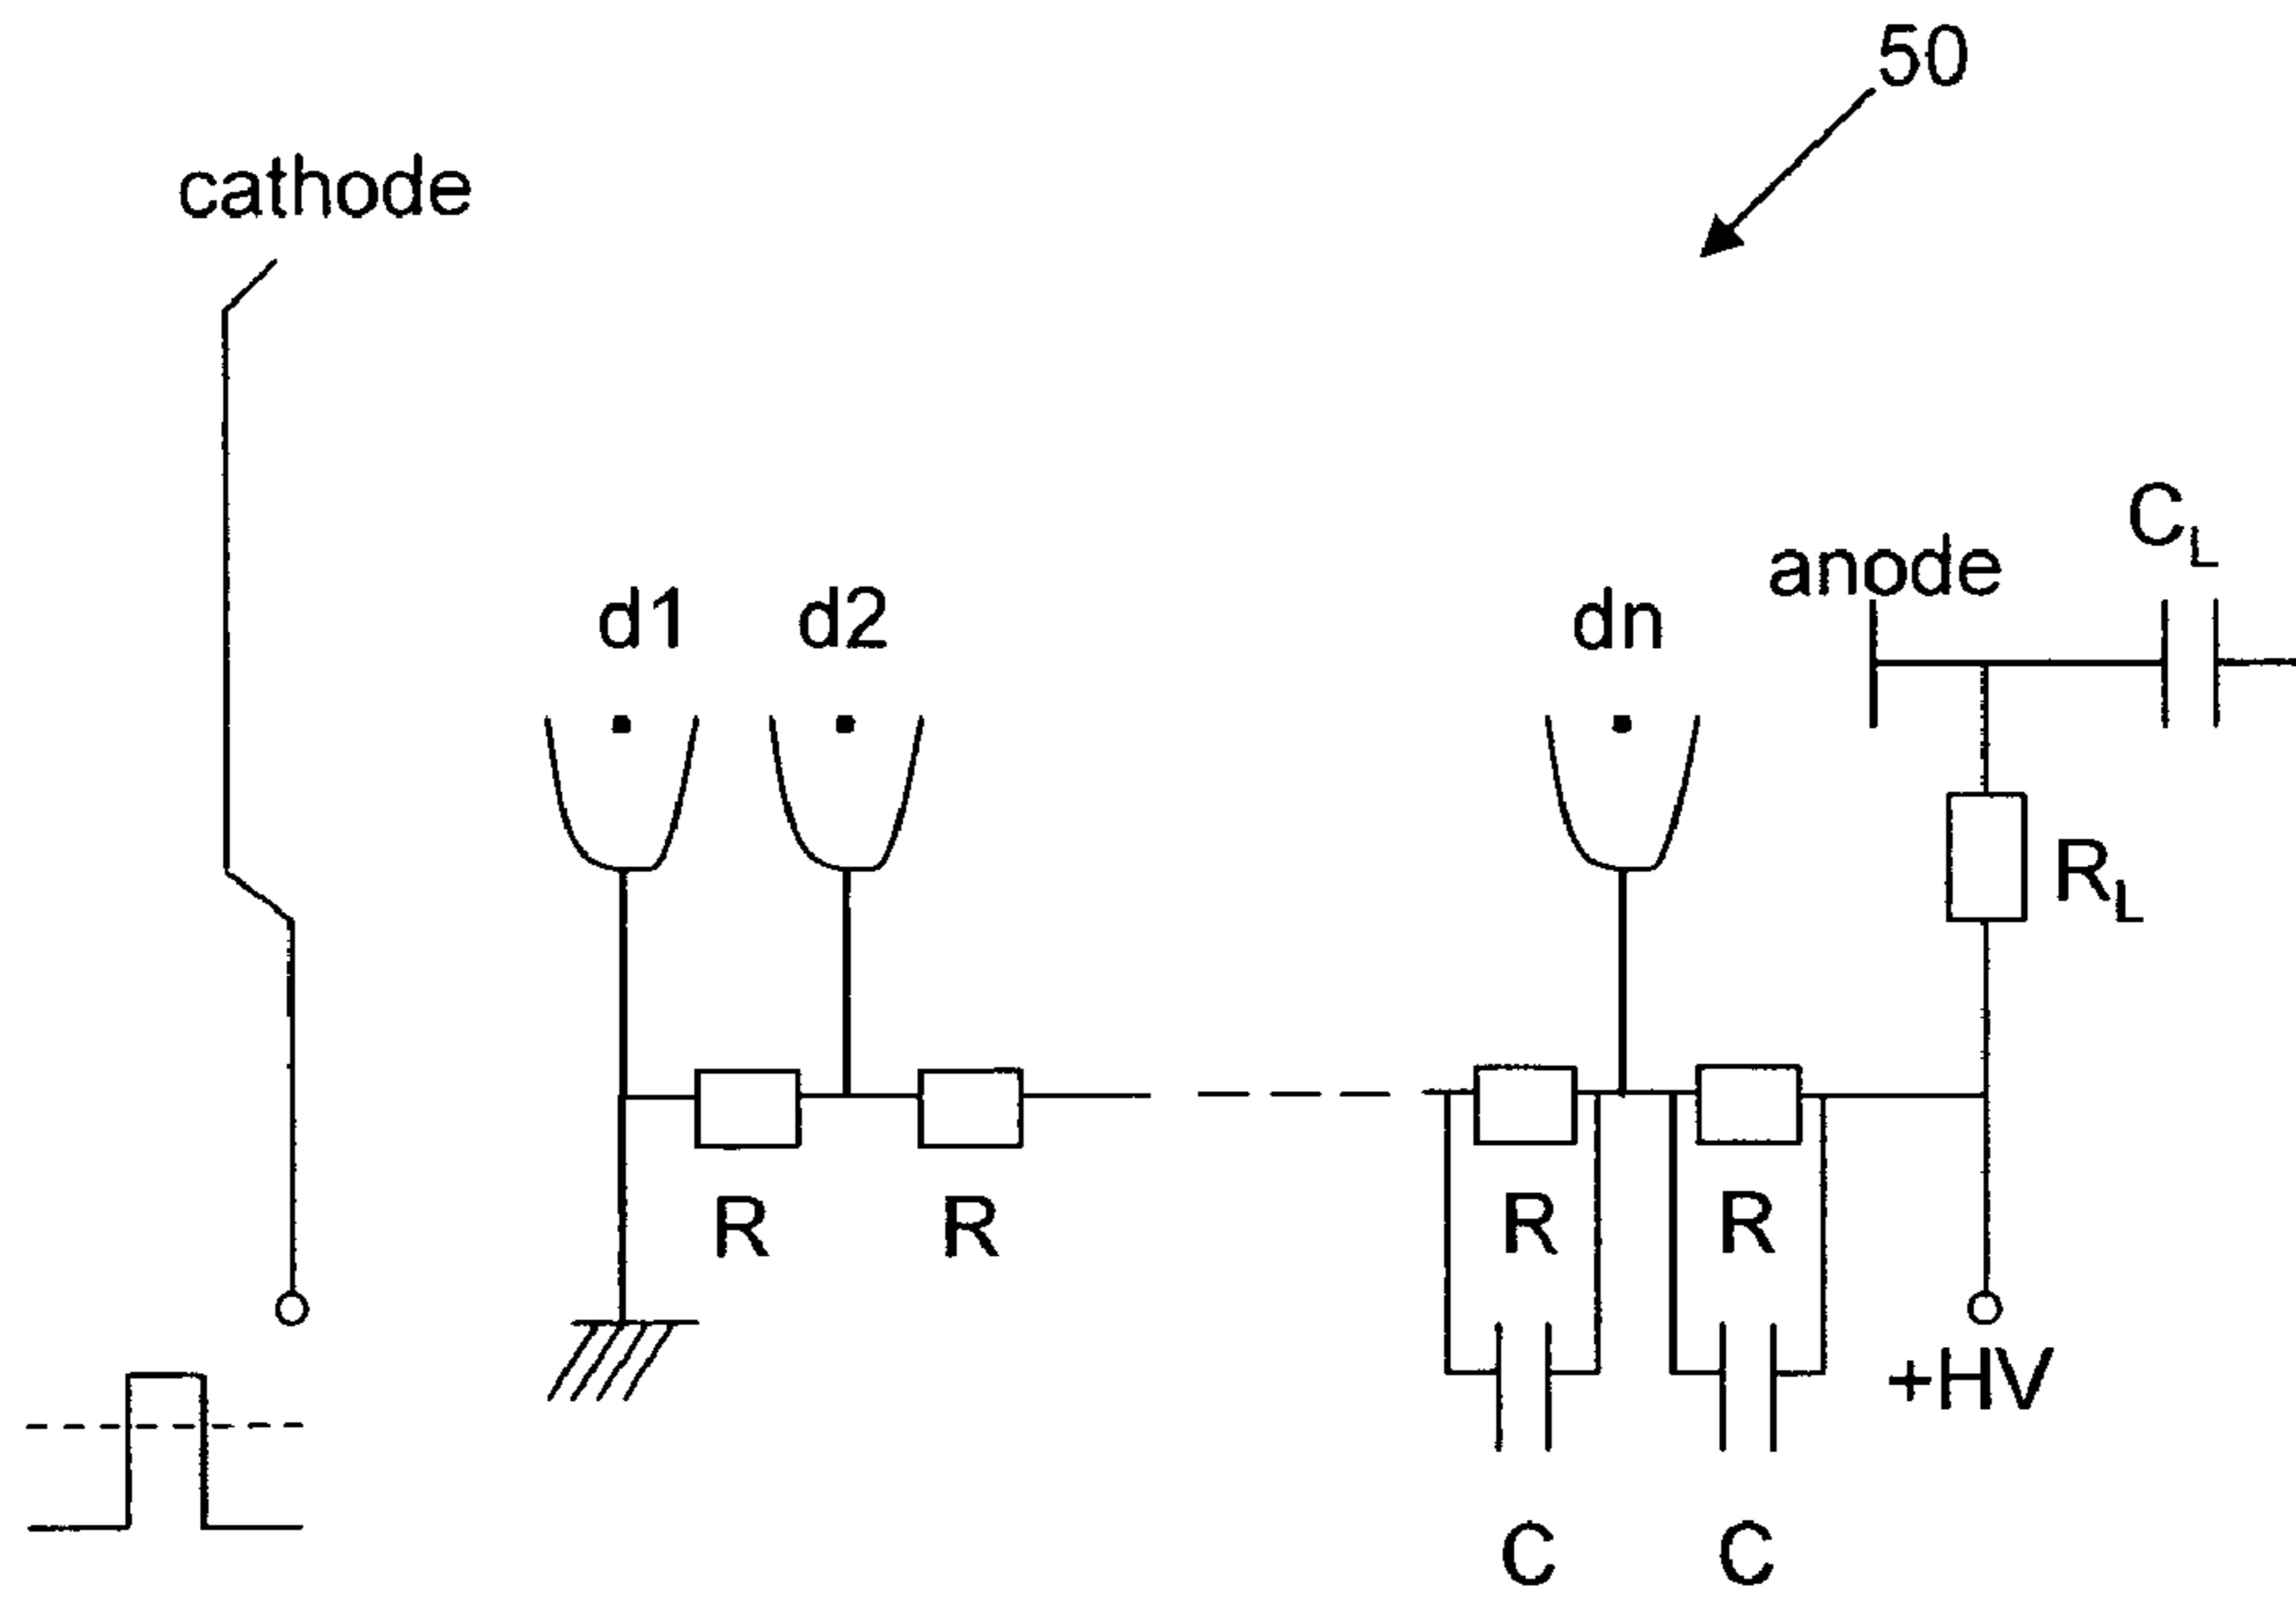 50
cathode
C_L
anode
d1 d2 dn
R_L
R R R R
+HV
C C